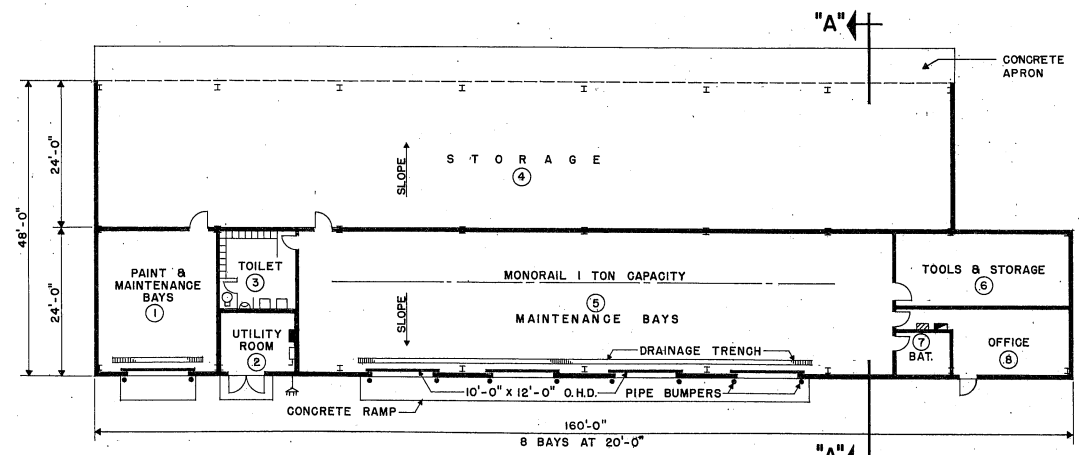 "A"
CONCRETE
APRON
24'-0"
SLOPE
STORAGE
4
48'-0"
24'-0"
PAINT &
MAINTENANCE
BAYS
1
TOILET
3
UTILITY
ROOM
2
MONORAIL 1 TON CAPACITY
5
MAINTENANCE BAYS
SLOPE
DRAINAGE TRENCH
TOOLS & STORAGE
6
7
BAT.
OFFICE
8
10'-0" X 12'-0" O.H.D.
PIPE BUMPERS
CONCRETE RAMP
160'-0"
8 BAYS AT 20'-0"
"A"